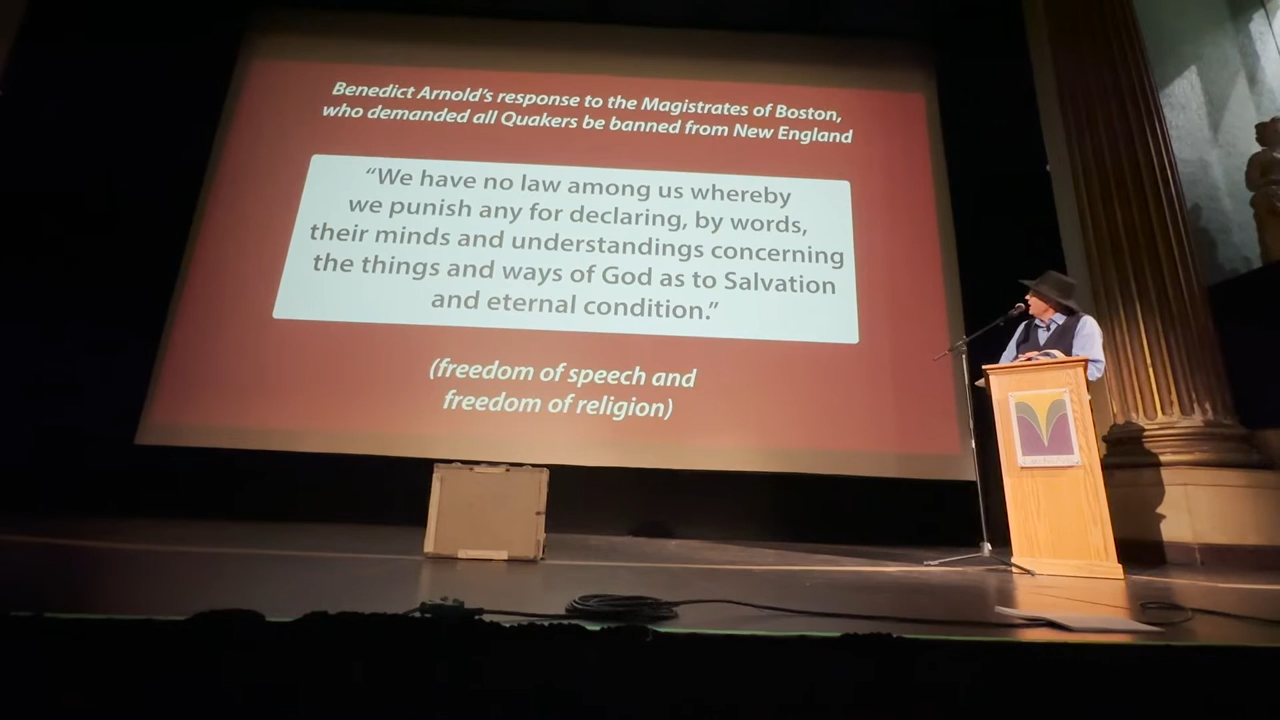 Benedict Arnold's response to the Magistrates of Boston,
who demanded all Quakers be banned from New England
“We have no law among us whereby
we punish any for declaring, by words,
their minds and understandings concerning
the things and ways of God as to Salvation
and eternal condition.”
(freedom of speech and
freedom of religion)